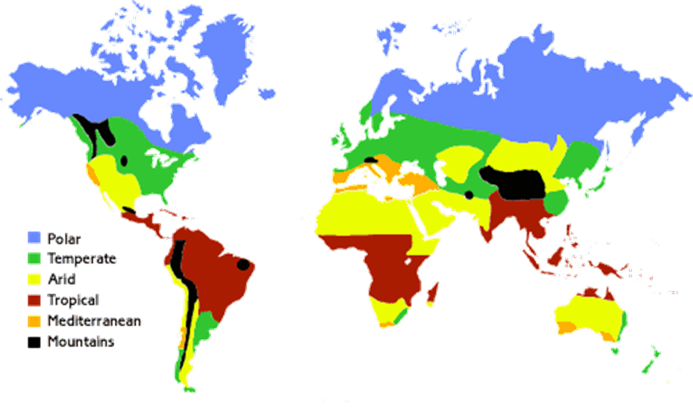 Polar
Temperate
Arid
Tropical
Mediterranean
Mountains